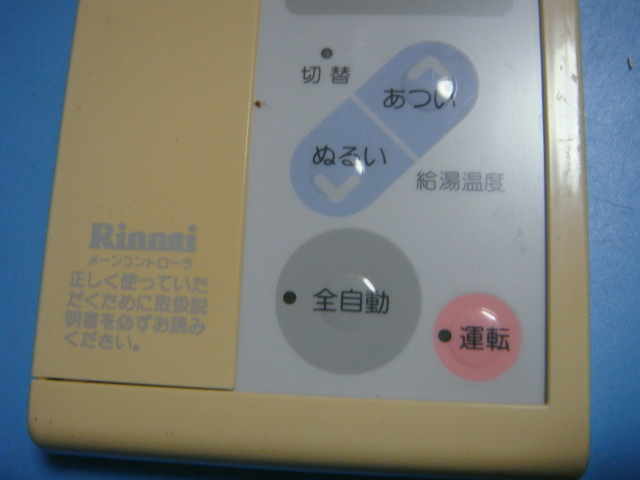 切替
あつい
ぬるい
給湯温度
Rinnai
メーンコントローラ
正しく使っていた
だくために取扱説
明書を必ずお読み
ください。
全自動
運転